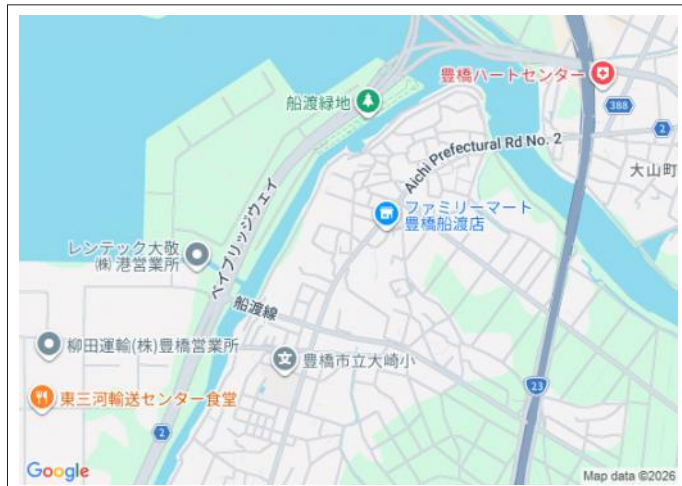 豊橋ハートセンター
船渡緑地
388
2
Aichi Prefectural Rd No. 2
大山町
ファミリーマート
豊橋船渡店
ベイブリッジウェイ
レンテック大敬
㈱ 港営業所
船渡線
柳田運輸(株)豊橋営業所
豊橋市立大崎小
23
東三河輸送センター食堂
2
Google
Map data ©2026